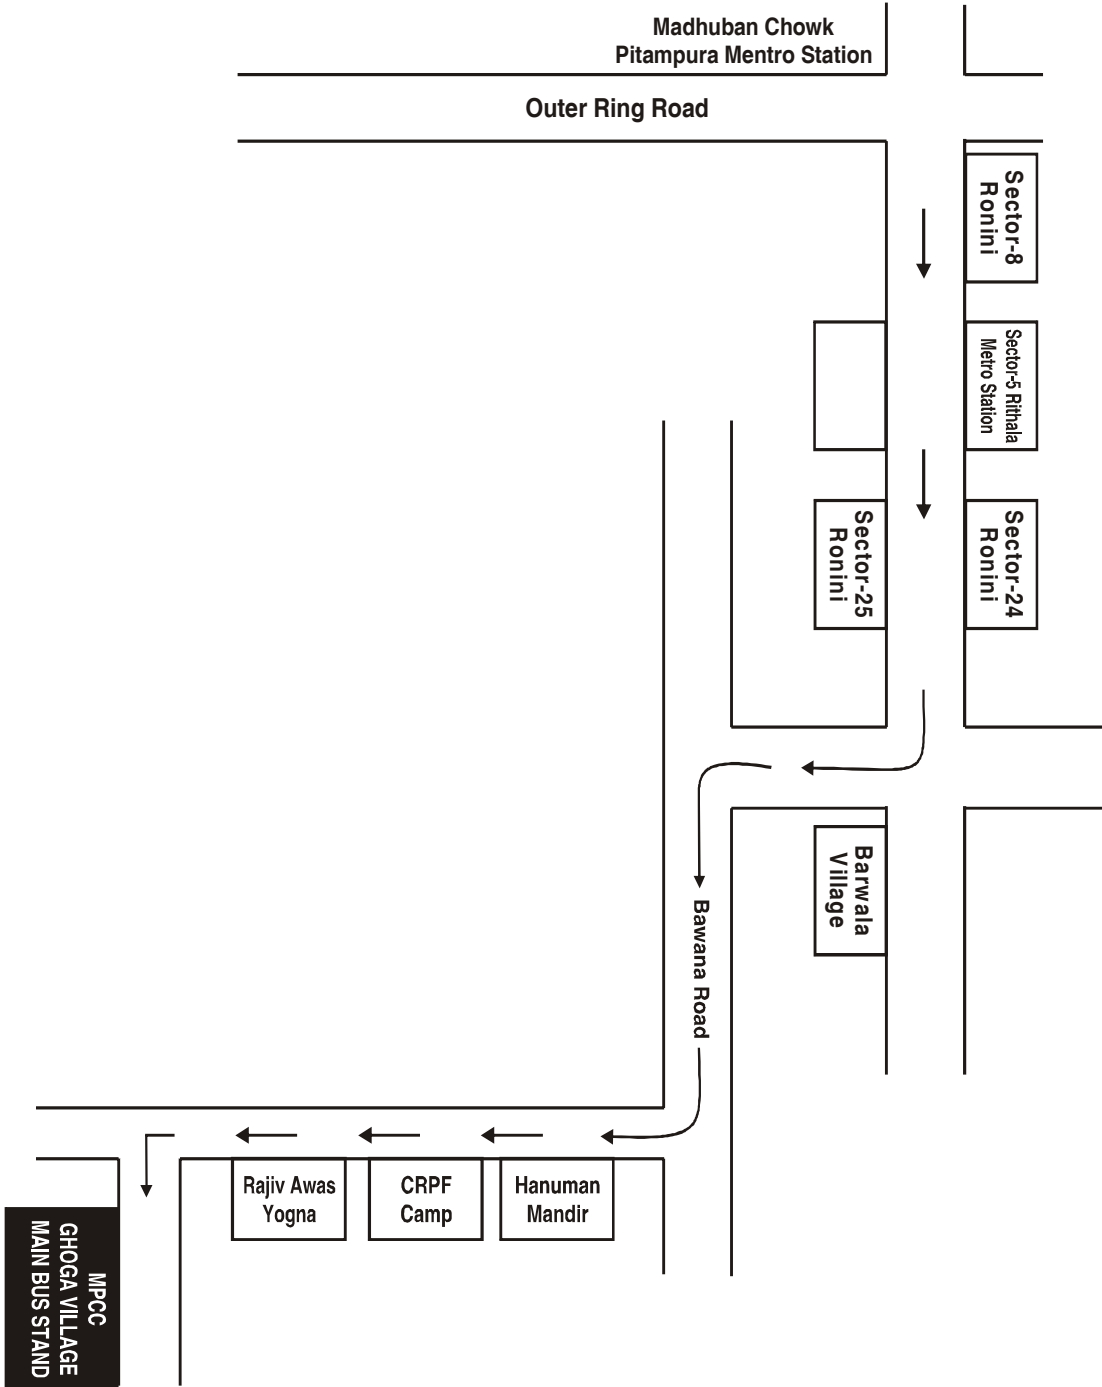 Madhuban Chowk
Pitampura Mentro Station
Outer Ring Road
Sector-8
Ronini
Sector-5 Rithala
Metro Station
Sector-25
Ronini
Sector-24
Ronini
Barwala
Village
Bawana Road
Rajiv Awas
Yogna
CRPF
Camp
Hanuman
Mandir
MPCC
GHOGA VILLAGE
MAIN BUS STAND